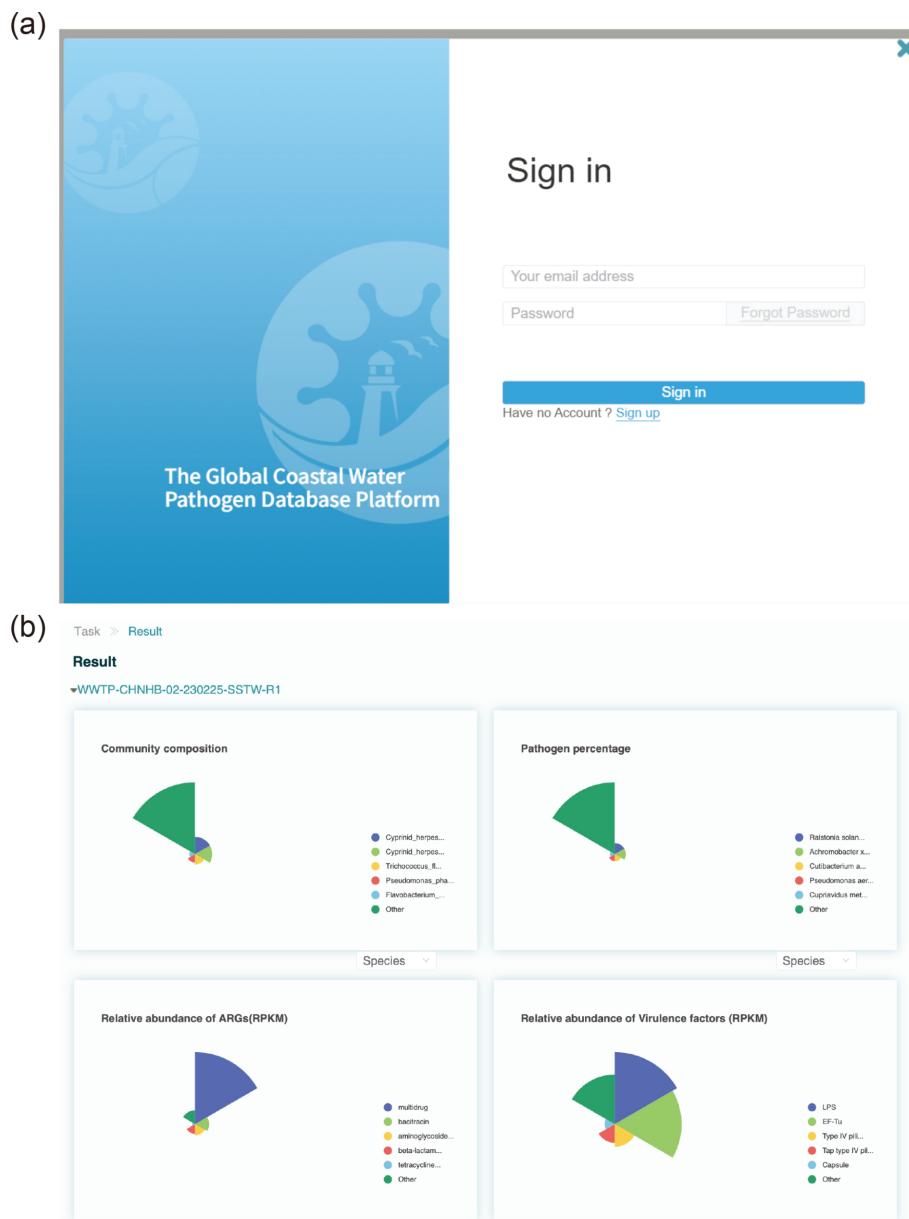 (a)
Sign in
Your email address
Password
Forgot Password
Sign in
Have no Account ? Sign up
The Global Coastal Water
Pathogen Database Platform
(b)
Task » Result
Result
WWTP-CHNHB-02-230225-SSTW-R1
Community composition
Cyprinid_herpes...
Cyprinid_herpes...
Trichococcus_fl...
Pseudomonas_pha...
Flavobacterium_...
Other
Species
Pathogen percentage
Ralstonia solan...
Achromobacter x...
Cutibacterium a...
Pseudomonas aer...
Cupriavidus met...
Other
Species
Relative abundance of ARGs(RPKM)
multidrug
bacitracin
aminoglycoside...
beta-lactam...
tetracycline...
Other
Relative abundance of Virulence factors (RPKM)
LPS
EF-Tu
Type IV pili...
Tap type IV pil...
Capsule
Other